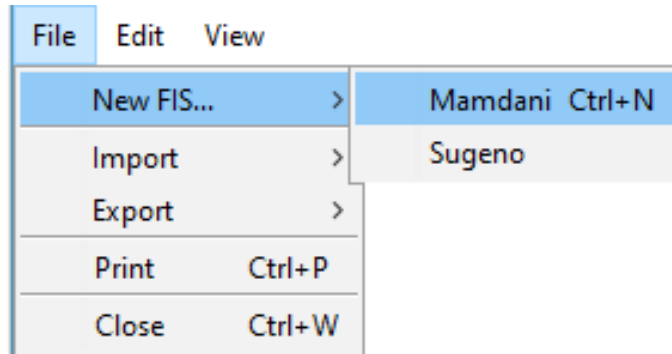 File Edit View
New FIS... > Mamdani Ctrl+N
Import > Sugeno
Export >
Print Ctrl+P
Close Ctrl+W